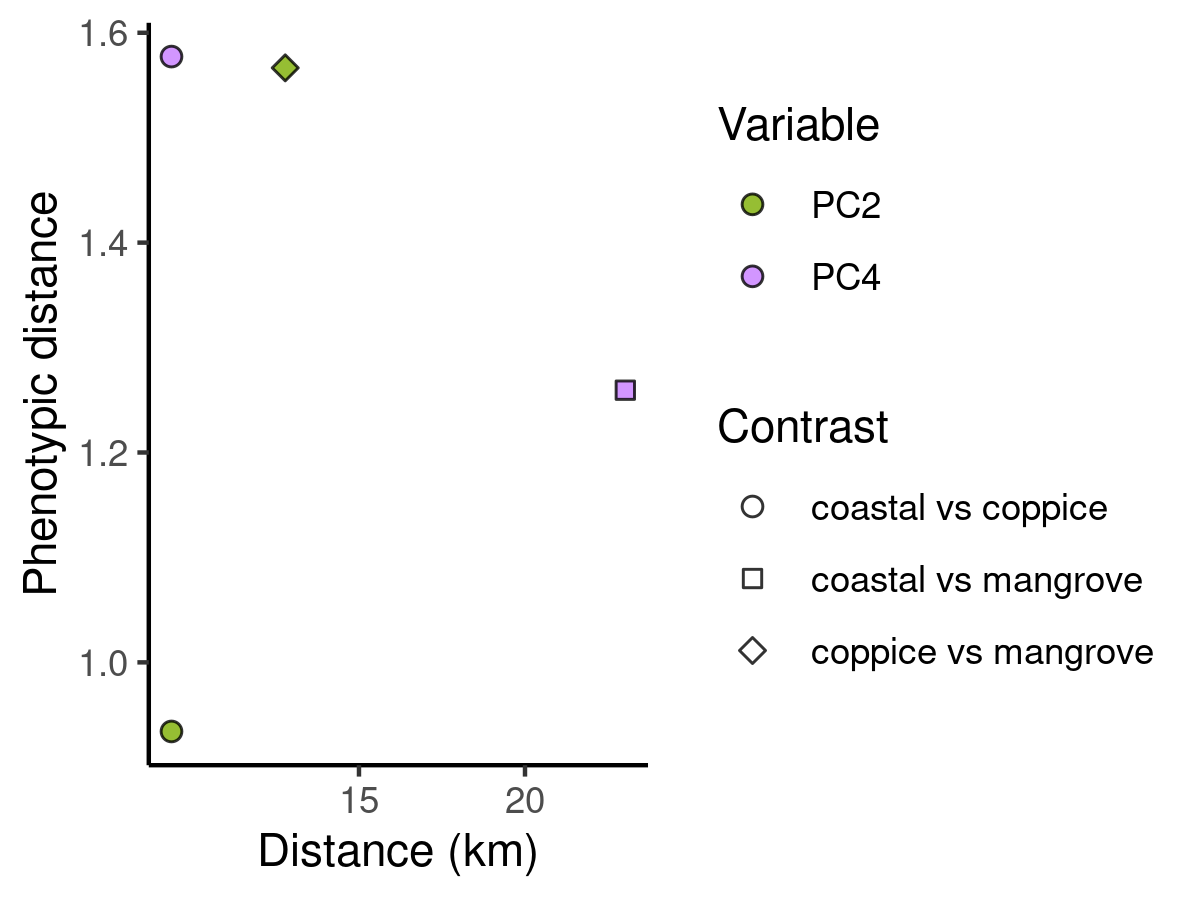 Phenotypic distance
1.6
1.4
1.2
1.0
15
20
Distance (km)
Variable
PC2
PC4
Contrast
coastal vs coppice
coastal vs mangrove
coppice vs mangrove